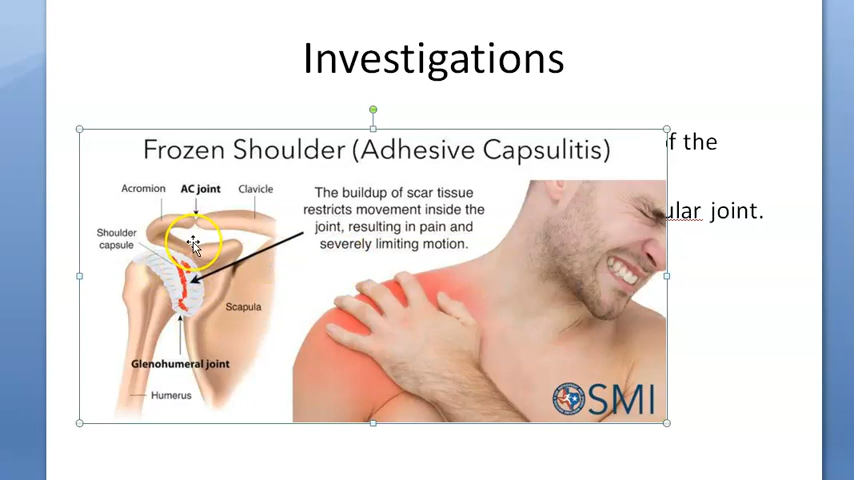 Investigations
of the
ular joint.
Frozen Shoulder (Adhesive Capsulitis)
Acromion AC joint Clavicle
The buildup of scar tissue
restricts movement inside the
joint, resulting in pain and
severely limiting motion.
Shoulder
capsule
Scapula
Glenohumeral joint
Humerus
SMI